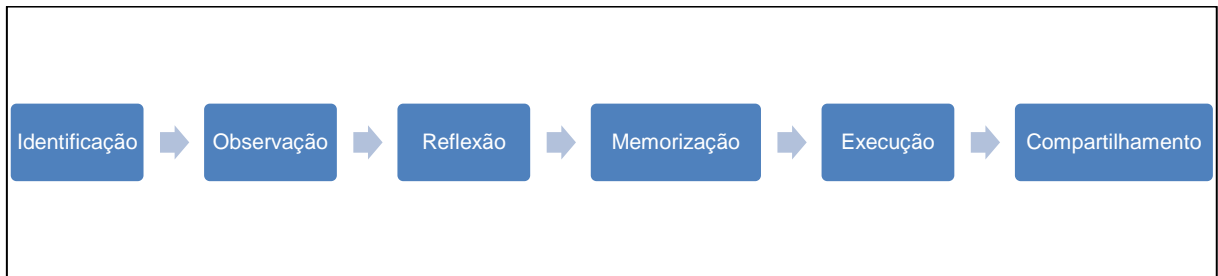 Identificação
Observação
Reflexão
Memorização
Execução
Compartilhamento